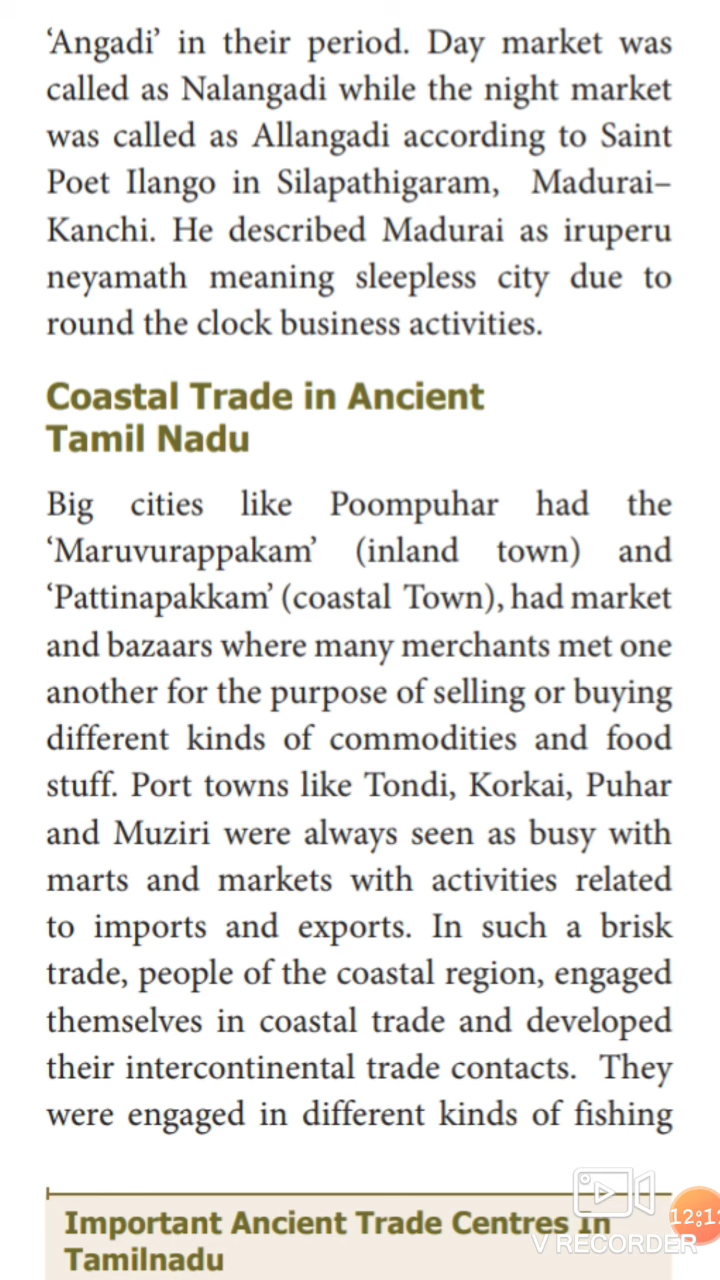 ‘Angadi’ in their period. Day market was
called as Nalangadi while the night market
was called as Allangadi according to Saint
Poet Ilango in Silapathigaram, Madurai–
Kanchi. He described Madurai as iruperu
neyamath meaning sleepless city due to
round the clock business activities.
Coastal Trade in Ancient
Tamil Nadu
Big cities like Poompuhar had the
‘Maruvurappakam’ (inland town) and
‘Pattinapakkam’ (coastal Town), had market
and bazaars where many merchants met one
another for the purpose of selling or buying
different kinds of commodities and food
stuff. Port towns like Tondi, Korkai, Puhar
and Muziri were always seen as busy with
marts and markets with activities related
to imports and exports. In such a brisk
trade, people of the coastal region, engaged
themselves in coastal trade and developed
their intercontinental trade contacts. They
were engaged in different kinds of fishing
Important Ancient Trade Centres In
Tamilnadu
V RECORDER